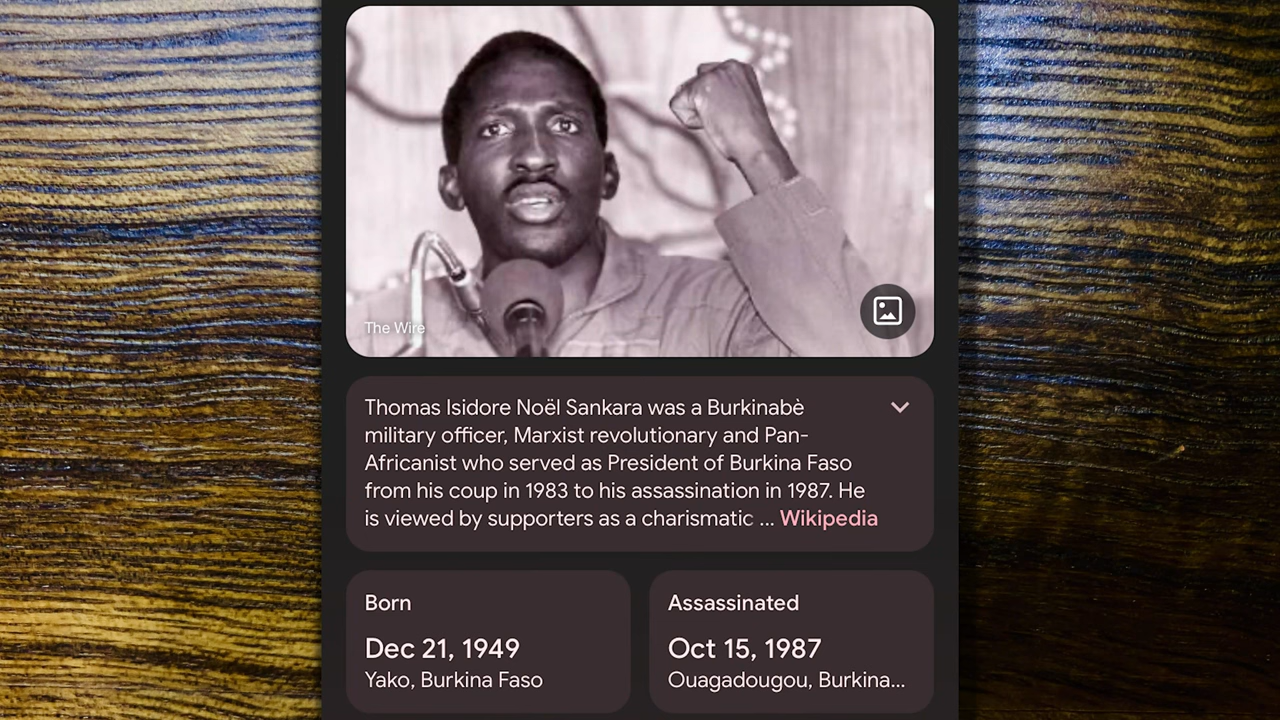 The Wire
Thomas Isidore Noël Sankara was a Burkinabè
military officer, Marxist revolutionary and Pan-
Africanist who served as President of Burkina Faso
from his coup in 1983 to his assassination in 1987. He
is viewed by supporters as a charismatic ... Wikipedia
Born
Dec 21, 1949
Yako, Burkina Faso
Assassinated
Oct 15, 1987
Ouagadougou, Burkina...